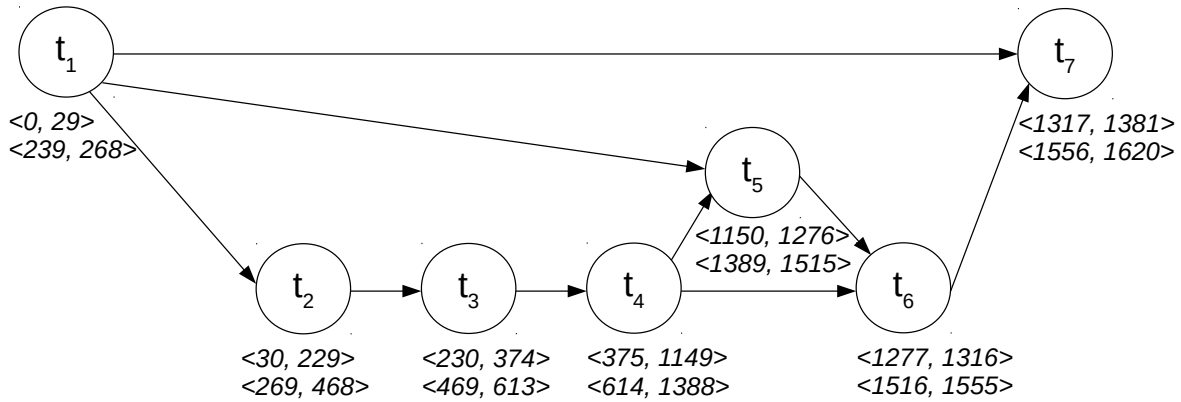 t1
<0, 29>
<239, 268>
t7
<1317, 1381>
<1556, 1620>
t5
<1150, 1276>
<1389, 1515>
t2
<30, 229>
<269, 468>
t3
<230, 374>
<469, 613>
t4
<375, 1149>
<614, 1388>
t6
<1277, 1316>
<1516, 1555>